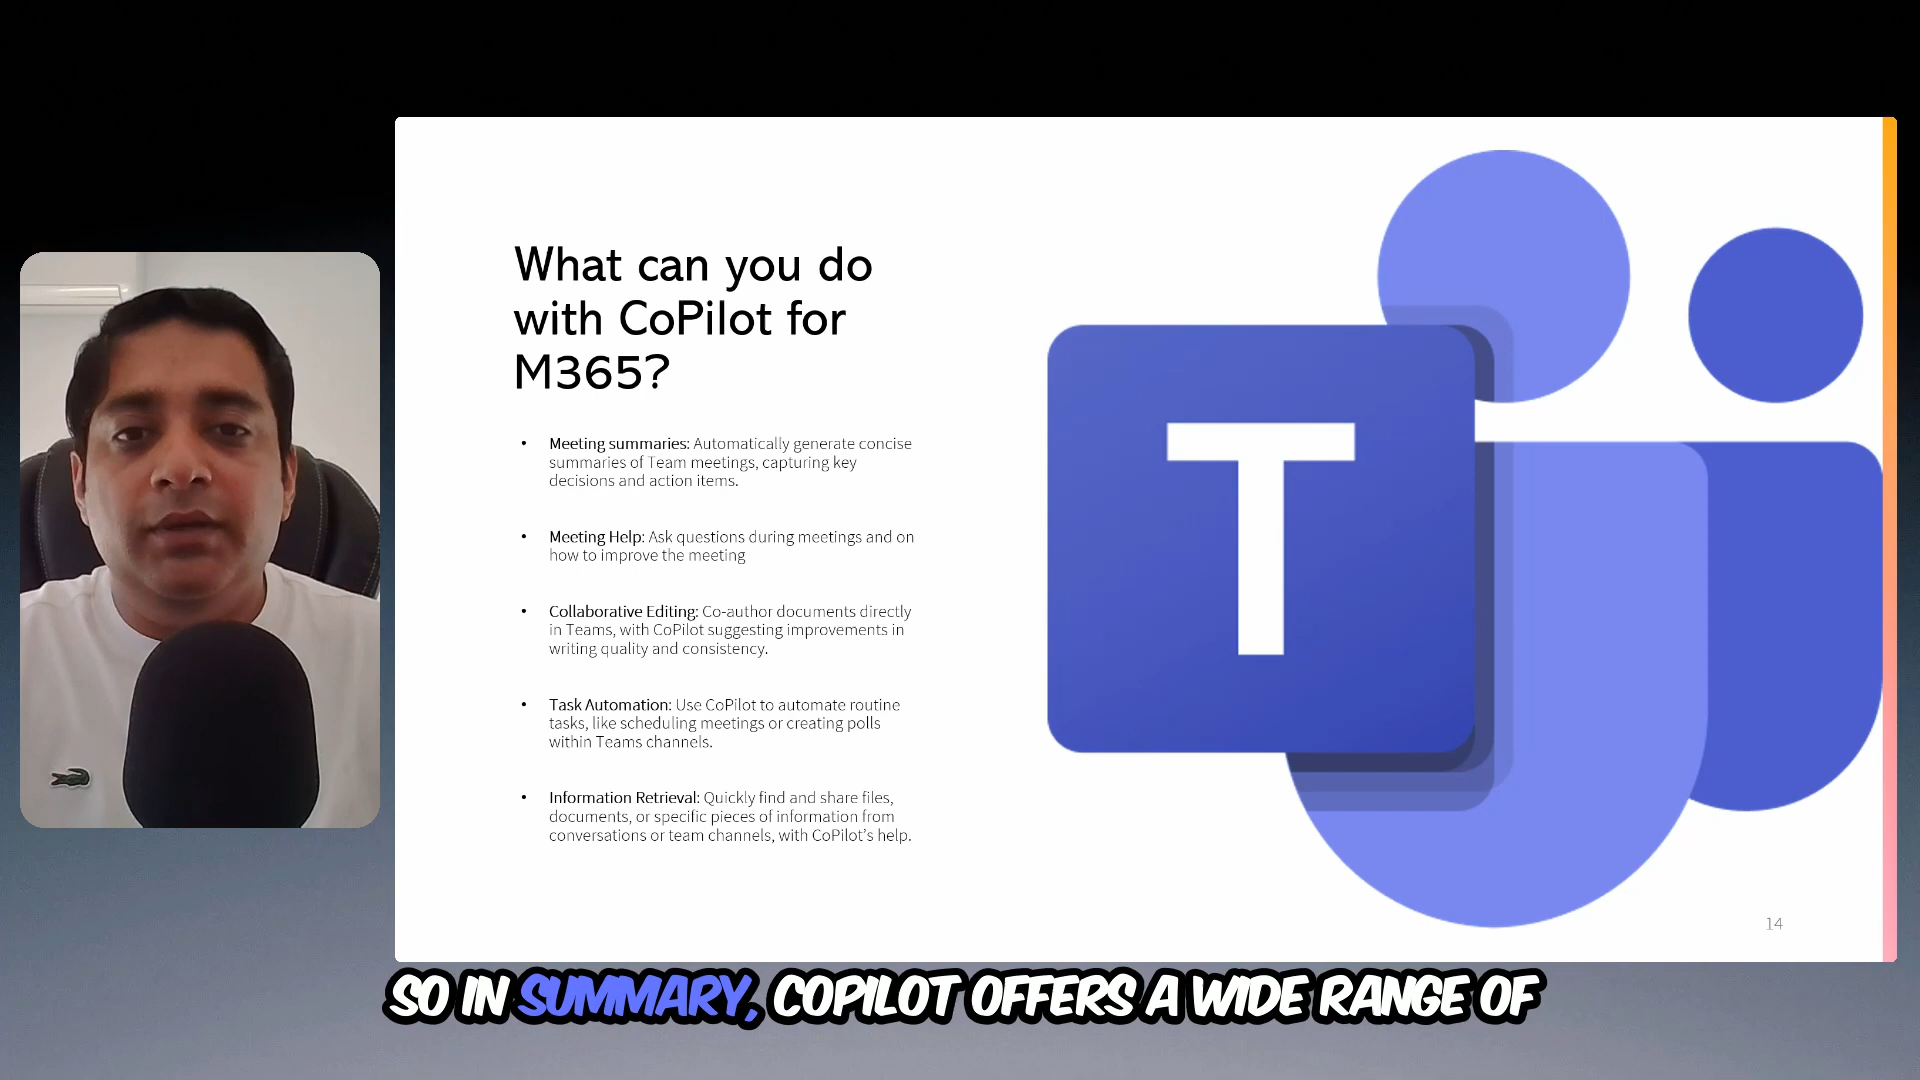 What can you do
with CoPilot for
M365?
• Meeting summaries: Automatically generate concise
summaries of Team meetings, capturing key
decisions and action items.
• Meeting Help: Ask questions during meetings and on
how to improve the meeting
• Collaborative Editing: Co-author documents directly
in Teams, with CoPilot suggesting improvements in
writing quality and consistency.
• Task Automation: Use CoPilot to automate routine
tasks, like scheduling meetings or creating polls
within Teams channels.
• Information Retrieval: Quickly find and share files,
documents, or specific pieces of information from
conversations or team channels, with CoPilot’s help.
T
14
SO IN SUMMARY, COPILOT OFFERS A WIDE RANGE OF